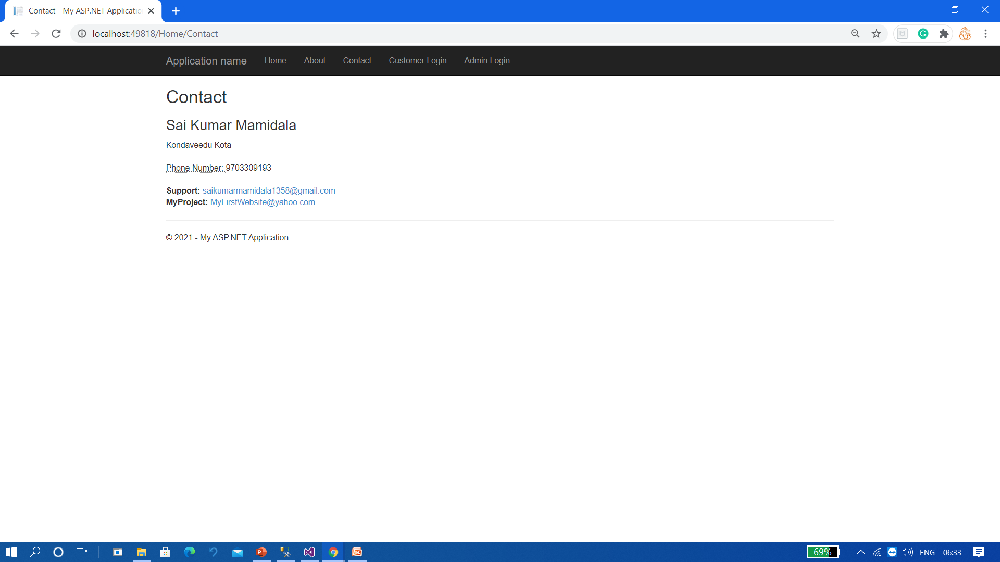 Contact - My ASP.NET Applicatio
localhost:49818/Home/Contact
Application name Home About Contact Customer Login Admin Login
Contact
Sai Kumar Mamidala
Kondaveedu Kota
Phone Number: 9703309193
Support: saikumarmamidala1358@gmail.com
MyProject: MyFirstWebsite@yahoo.com
© 2021 - My ASP.NET Application
69% ENG 06:33